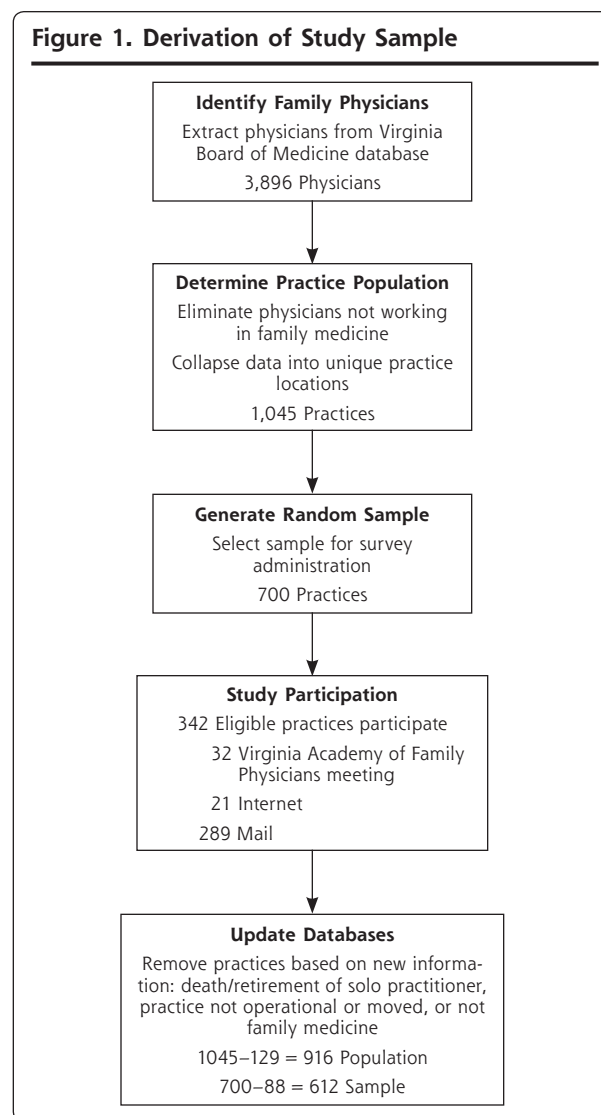 Figure 1. Derivation of Study Sample
Identify Family Physicians
Extract physicians from Virginia
Board of Medicine database
3,896 Physicians
Determine Practice Population
Eliminate physicians not working
in family medicine
Collapse data into unique practice
locations
1,045 Practices
Generate Random Sample
Select sample for survey
administration
700 Practices
Study Participation
342 Eligible practices participate
32 Virginia Academy of Family
Physicians meeting
21 Internet
289 Mail
Update Databases
Remove practices based on new informa-
tion: death/retirement of solo practitioner,
practice not operational or moved, or not
family medicine
1045–129 = 916 Population
700–88 = 612 Sample